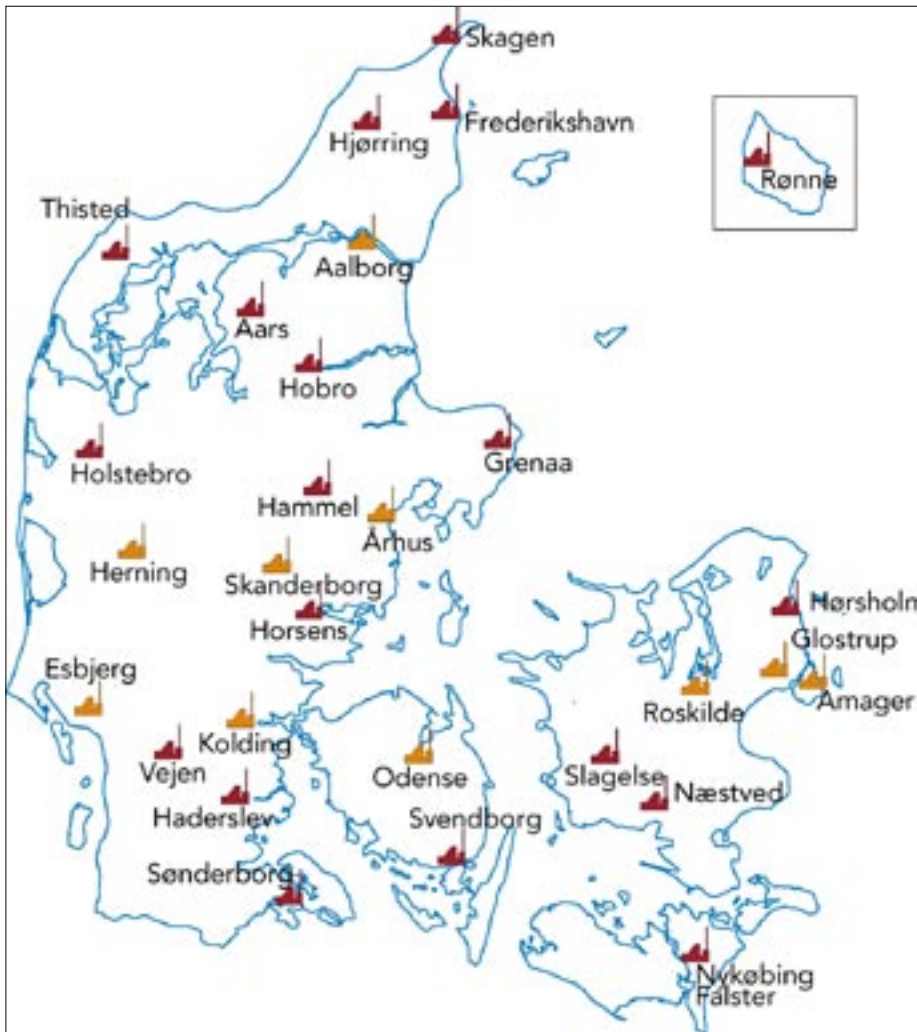 Skagen
Frederikshavn
Hjørring
Rønne
Thisted
Aalborg
Aars
Hobro
Grenaa
Holstebro
Hammel
Århus
Herning
Skanderborg
Horsens
Hørsholm
Glostrup
Esbjerg
Roskilde
Amager
Kolding
Vejen
Odense
Slagelse
Næstved
Haderslev
Svendborg
Sønderborg
Nykøbing
Falster